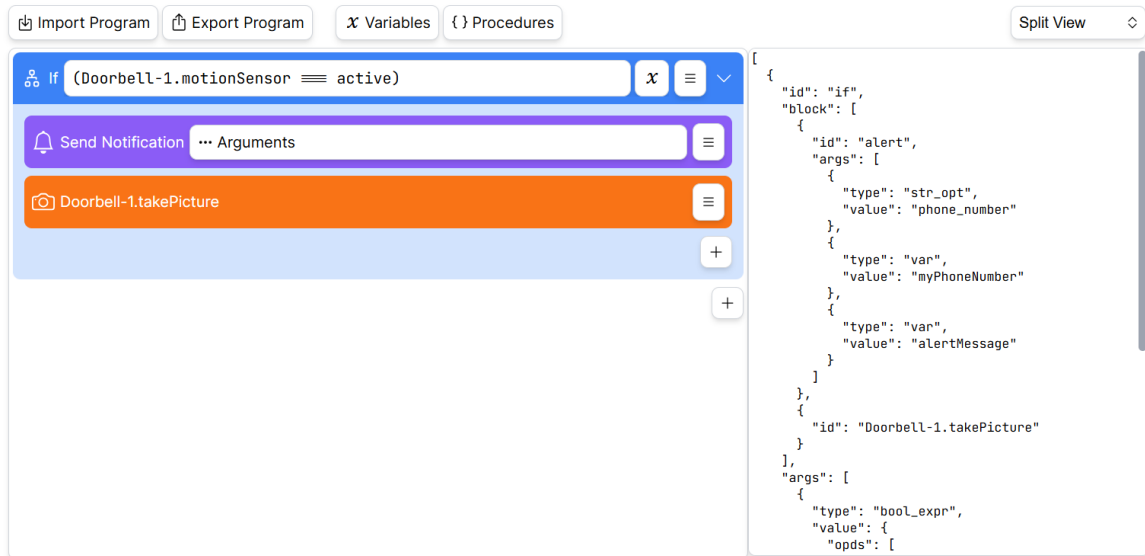 Import Program Export Program x Variables { } Procedures Split View
If (Doorbell-1.motionSensor === active) x
Send Notification ••• Arguments
Doorbell-1.takePicture
+
+
[
  {
    "id": "if",
    "block": [
      {
        "id": "alert",
        "args": [
          {
            "type": "str_opt",
            "value": "phone_number"
          },
          {
            "type": "var",
            "value": "myPhoneNumber"
          },
          {
            "type": "var",
            "value": "alertMessage"
          }
        ]
      },
      {
        "id": "Doorbell-1.takePicture"
      }
    ],
    "args": [
      {
        "type": "bool_expr",
        "value": {
          "opds": [